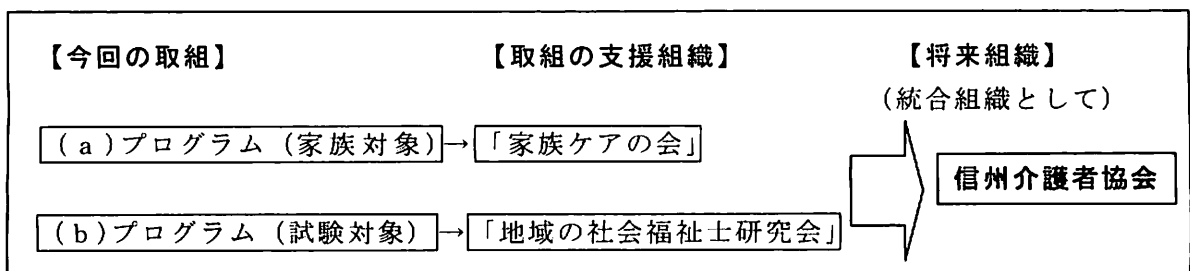 【今回の取組】 【取組の支援組織】 【将来組織】
(統合組織として)
(a)プログラム(家族対象)→「家族ケアの会」
信州介護者協会
(b)プログラム(試験対象)→「地域の社会福祉士研究会」